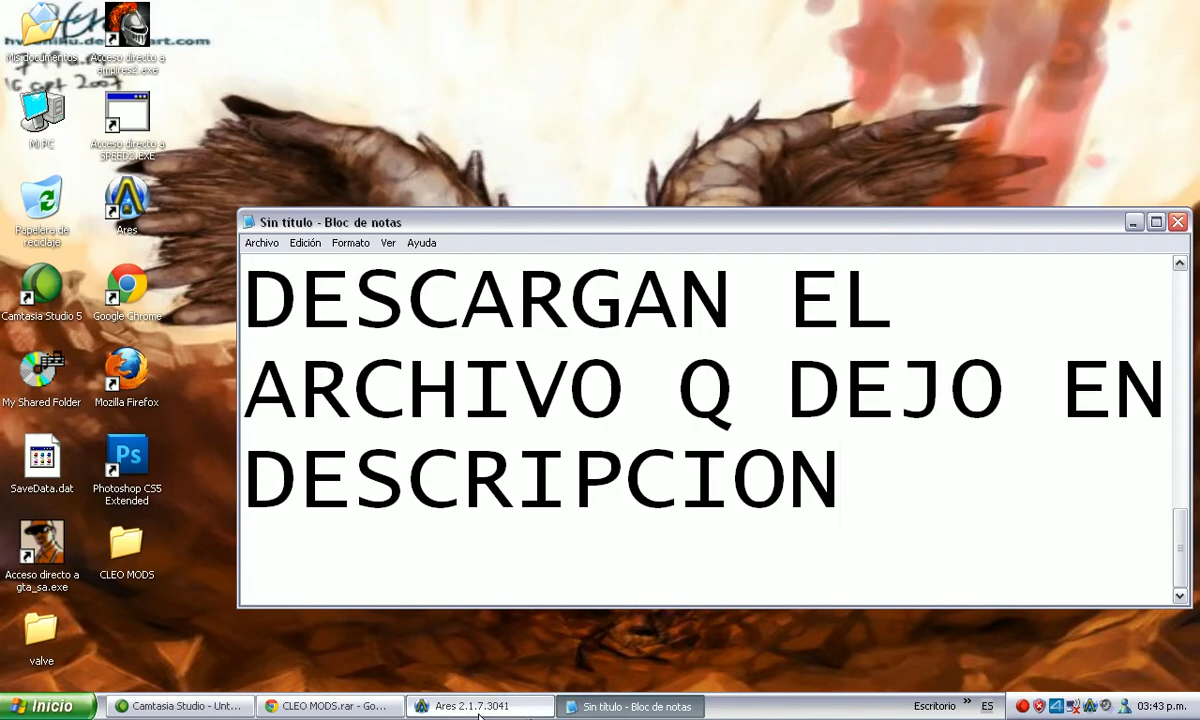 Mis documentos
Acceso directo a
empires2.exe
Mi PC
Acceso directo a
SPEED2.EXE
Papelera de
reciclaje
Ares
Camtasia Studio 5
Google Chrome
My Shared Folder
Mozilla Firefox
SaveData.dat
Photoshop CS5
Extended
Acceso directo a
gta_sa.exe
CLEO MODS
valve
Sin título - Bloc de notas
Archivo Edición Formato Ver Ayuda
DESCARGAN EL
ARCHIVO Q DEJO EN
DESCRIPCION
Inicio
Camtasia Studio - Unt...
CLEO MODS.rar - Go...
Ares 2.1.7.3041
Sin título - Bloc de notas
Escritorio
ES
03:43 p.m.